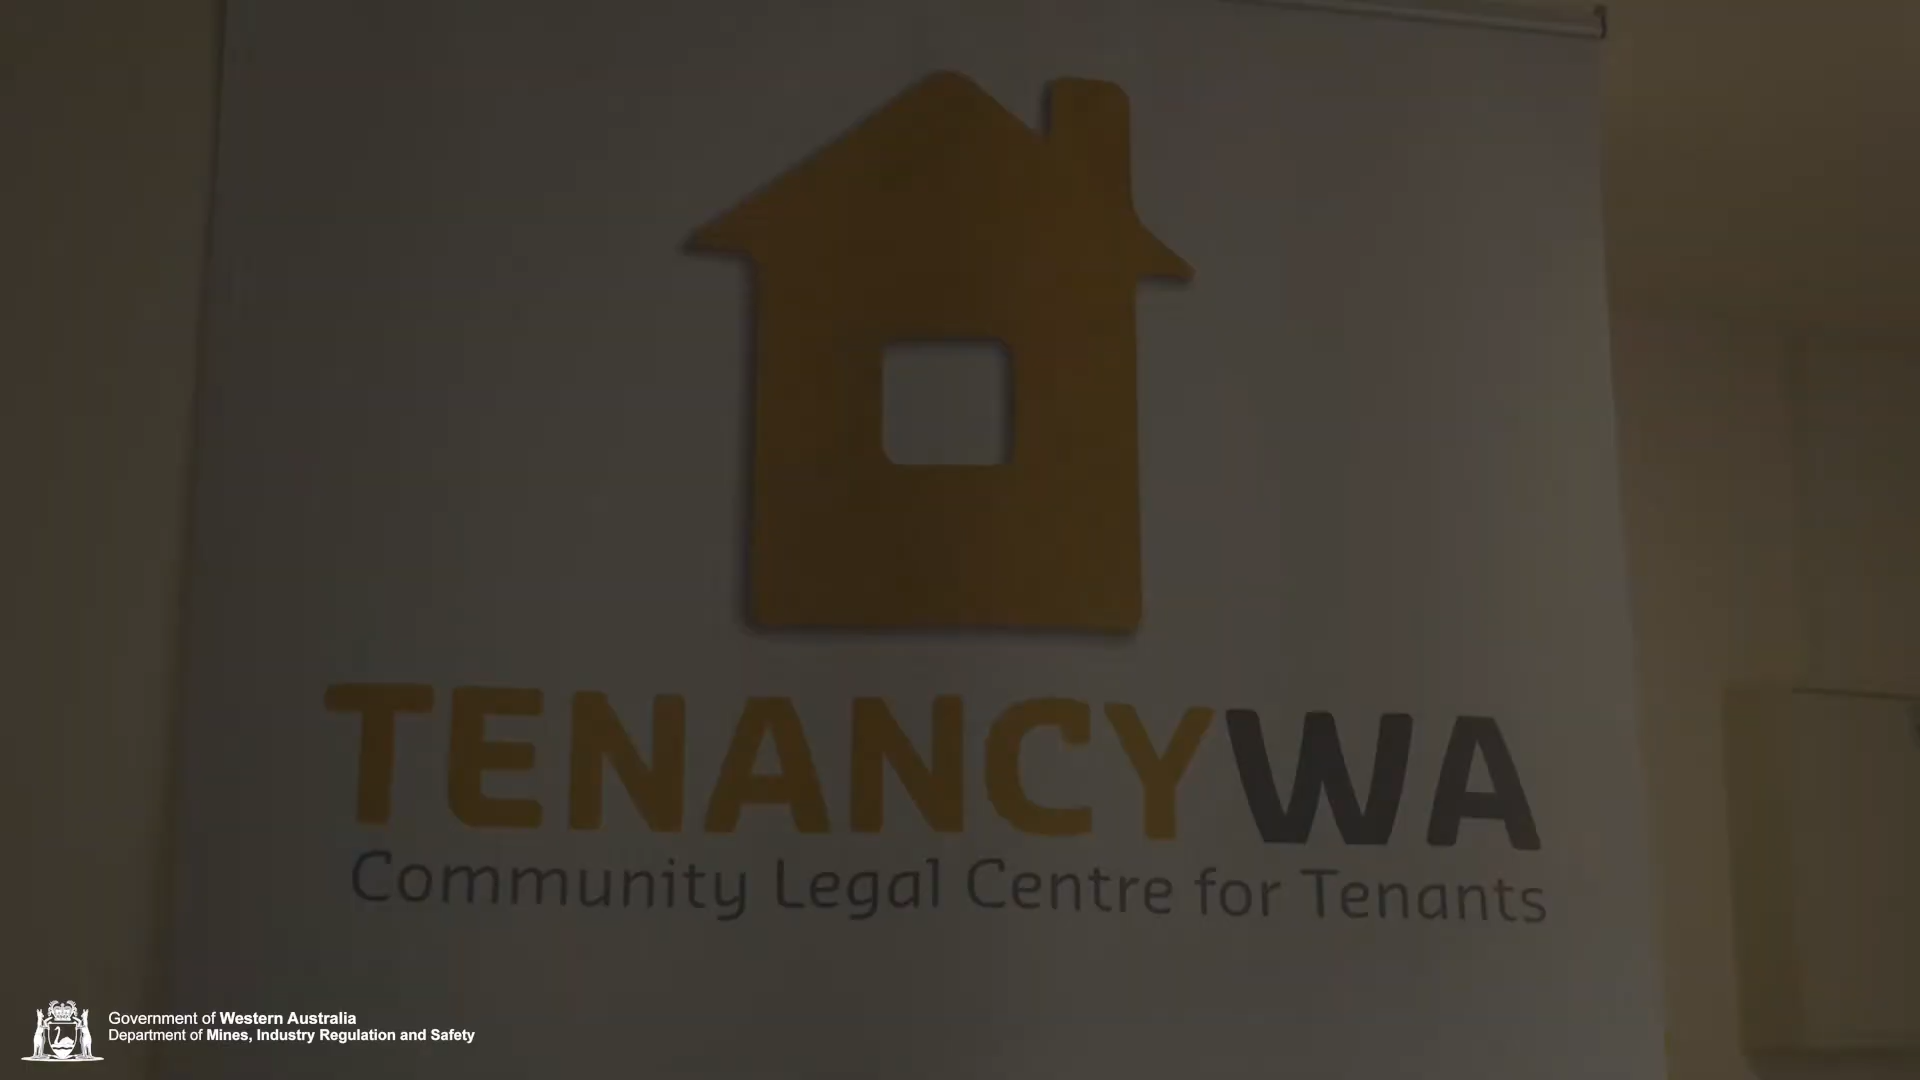 TENANCYWA
Community Legal Centre for Tenants
Government of Western Australia
Department of Mines, Industry Regulation and Safety